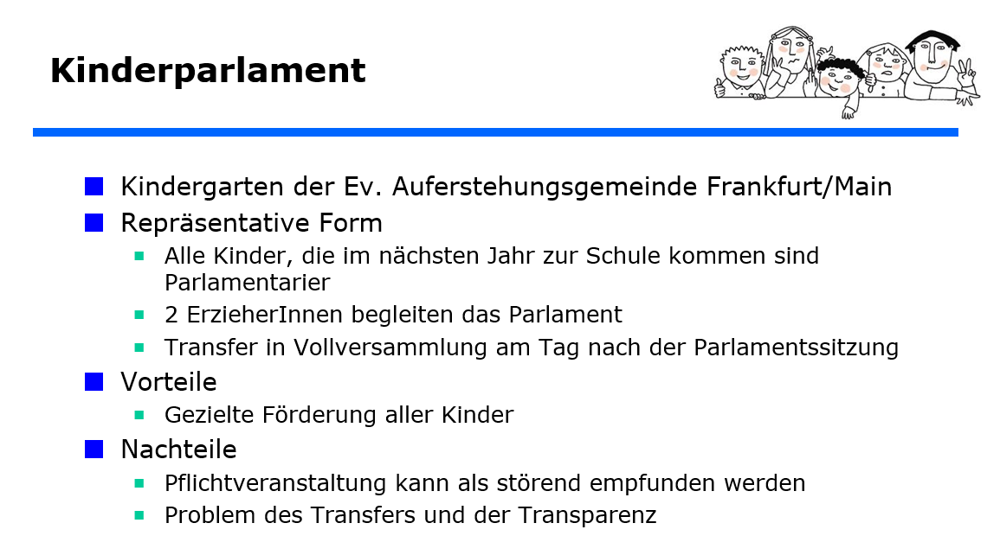 Kinderparlament
Kindergarten der Ev. Auferstehungsgemeinde Frankfurt/Main
Repräsentative Form
Alle Kinder, die im nächsten Jahr zur Schule kommen sind
Parlamentarier
2 ErzieherInnen begleiten das Parlament
Transfer in Vollversammlung am Tag nach der Parlamentssitzung
Vorteile
Gezielte Förderung aller Kinder
Nachteile
Pflichtveranstaltung kann als störend empfunden werden
Problem des Transfers und der Transparenz